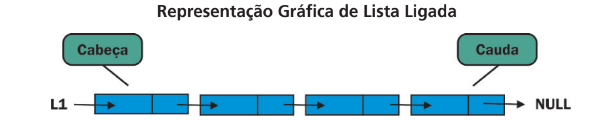 Representação Gráfica de Lista Ligada
Cabeça
Cauda
L1
NULL